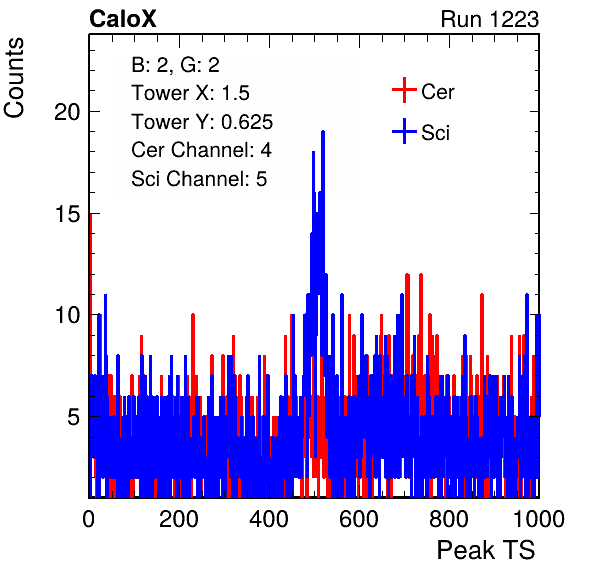 CaloX
Run 1223
Counts
B: 2, G: 2
Tower X: 1.5
Tower Y: 0.625
Cer Channel: 4
Sci Channel: 5
Cer
Sci
20
15
10
5
0
200
400
600
800
1000
Peak TS